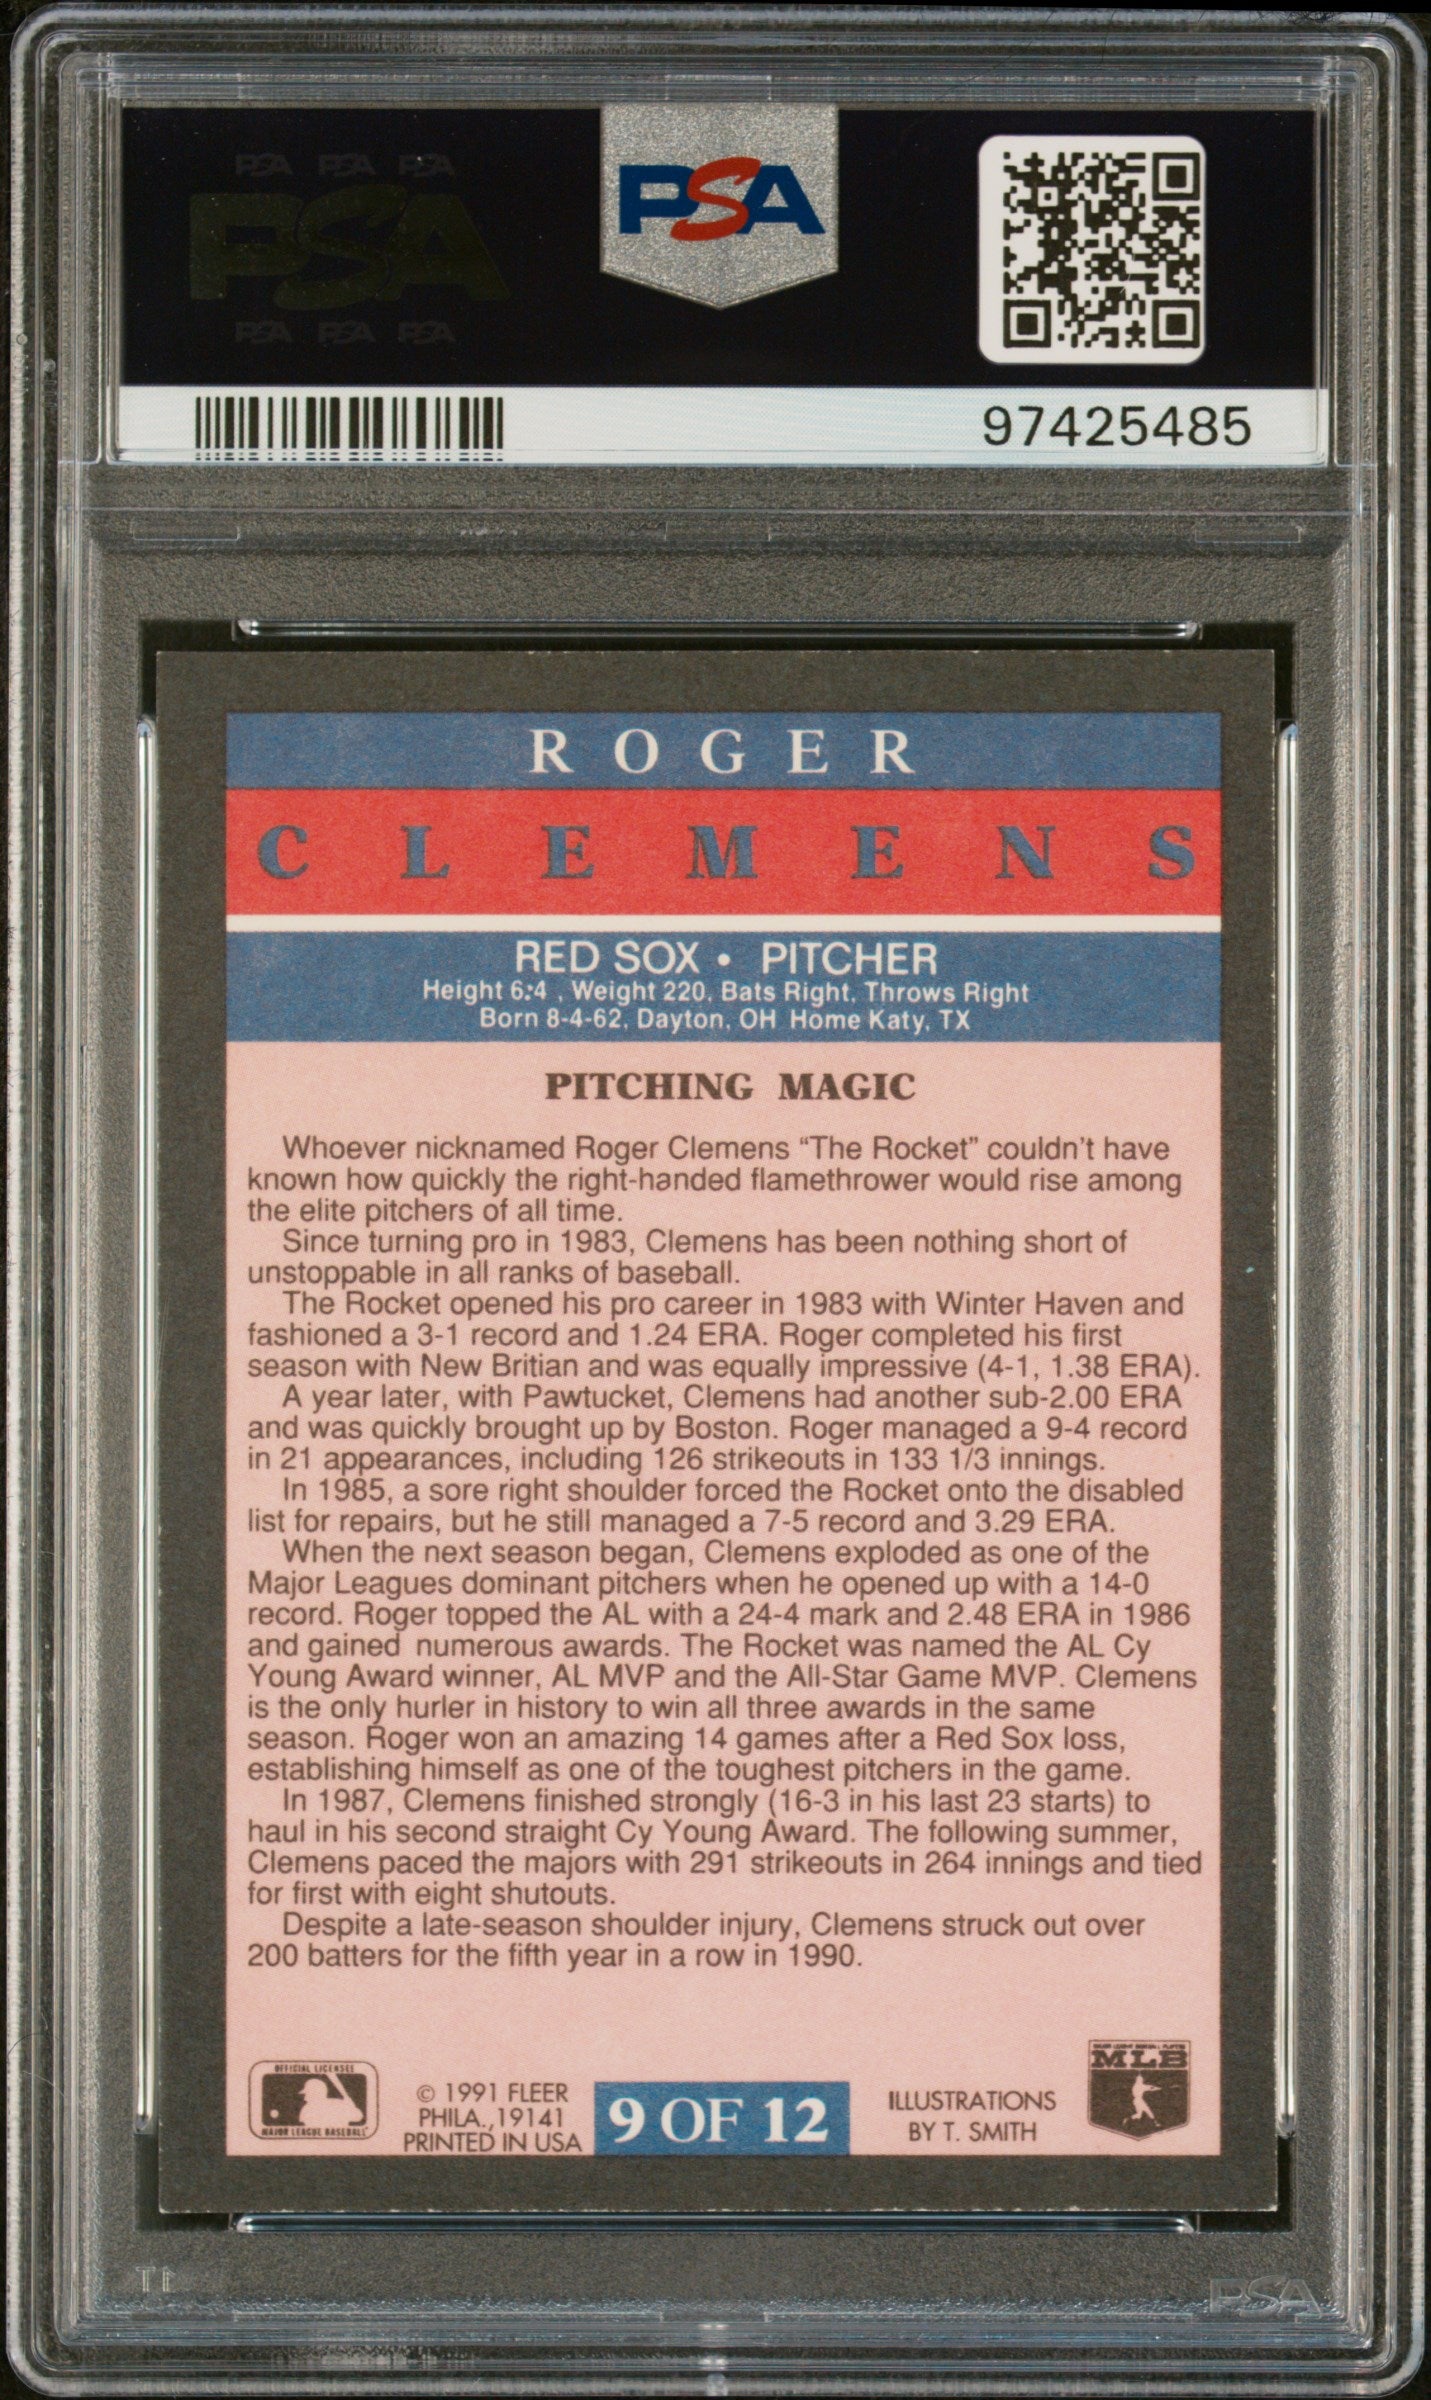 PSA PSA PSA
PSA
PSA PSA PSA
PSA
97425485
ROGER
CLEMENS
RED SOX • PITCHER
Height 6:4 , Weight 220, Bats Right, Throws Right
Born 8-4-62, Dayton, OH Home Katy, TX
PITCHING MAGIC
Whoever nicknamed Roger Clemens “The Rocket” couldn't have
known how quickly the right-handed flamethrower would rise among
the elite pitchers of all time.
Since turning pro in 1983, Clemens has been nothing short of
unstoppable in all ranks of baseball.
The Rocket opened his pro career in 1983 with Winter Haven and
fashioned a 3-1 record and 1.24 ERA. Roger completed his first
season with New Britian and was equally impressive (4-1, 1.38 ERA).
A year later, with Pawtucket, Clemens had another sub-2.00 ERA
and was quickly brought up by Boston. Roger managed a 9-4 record
in 21 appearances, including 126 strikeouts in 133 1/3 innings.
In 1985, a sore right shoulder forced the Rocket onto the disabled
list for repairs, but he still managed a 7-5 record and 3.29 ERA.
When the next season began, Clemens exploded as one of the
Major Leagues dominant pitchers when he opened up with a 14-0
record. Roger topped the AL with a 24-4 mark and 2.48 ERA in 1986
and gained numerous awards. The Rocket was named the AL Cy
Young Award winner, AL MVP and the All-Star Game MVP. Clemens
is the only hurler in history to win all three awards in the same
season. Roger won an amazing 14 games after a Red Sox loss,
establishing himself as one of the toughest pitchers in the game.
In 1987, Clemens finished strongly (16-3 in his last 23 starts) to
haul in his second straight Cy Young Award. The following summer,
Clemens paced the majors with 291 strikeouts in 264 innings and tied
for first with eight shutouts.
Despite a late-season shoulder injury, Clemens struck out over
200 batters for the fifth year in a row in 1990.
OFFICIAL LICENSEE
MAJOR LEAGUE BASEBALL
© 1991 FLEER
PHILA., 19141
PRINTED IN USA
9 OF 12
ILLUSTRATIONS
BY T. SMITH
MAJOR LEAGUE BASEBALL PLAYERS
MLB
PSA